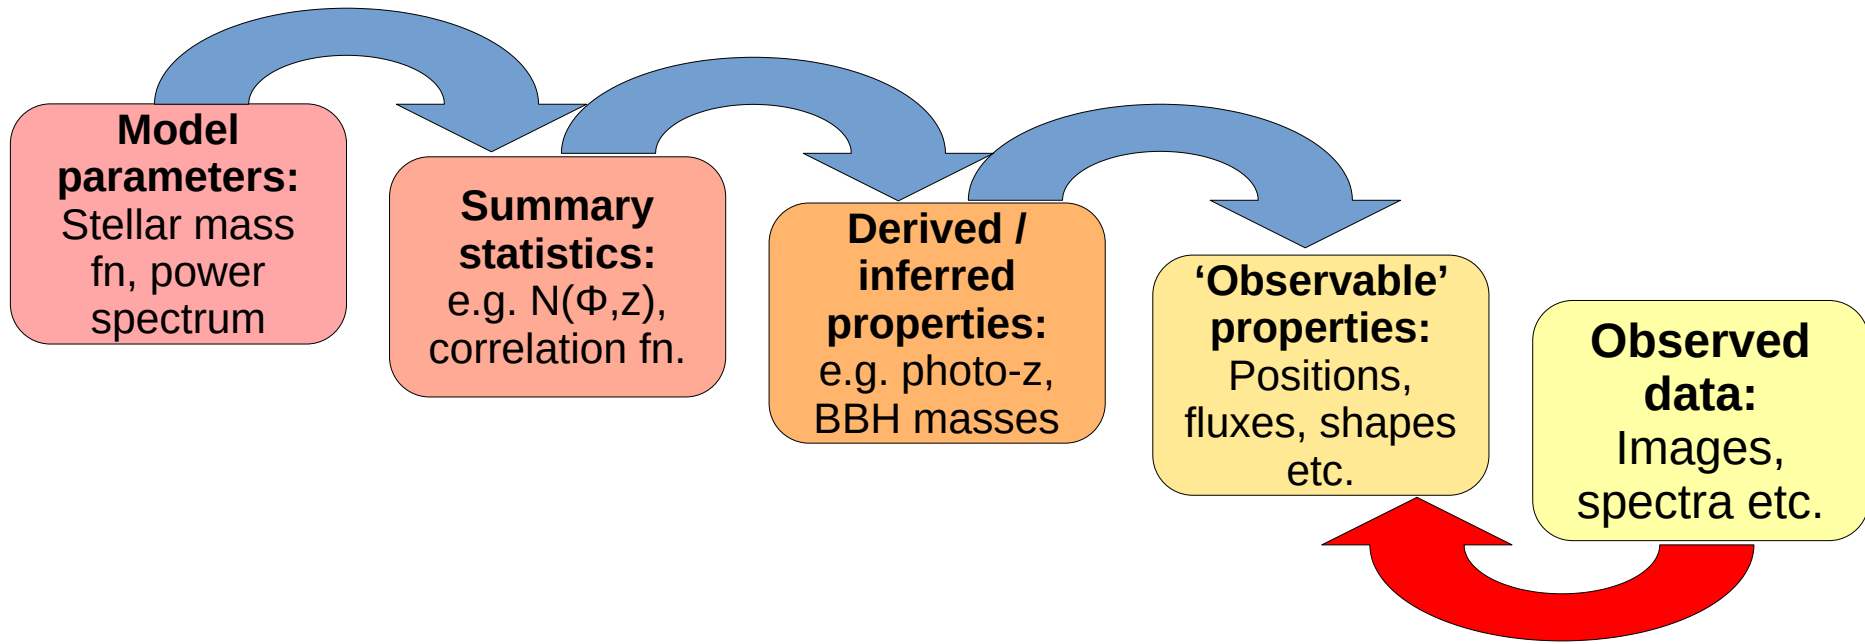 Model
parameters:
Stellar mass
fn, power
spectrum
Summary
statistics:
e.g. N(Φ,z),
correlation fn.
Derived /
inferred
properties:
e.g. photo-z,
BBH masses
‘Observable’
properties:
Positions,
fluxes, shapes
etc.
Observed
data:
Images,
spectra etc.